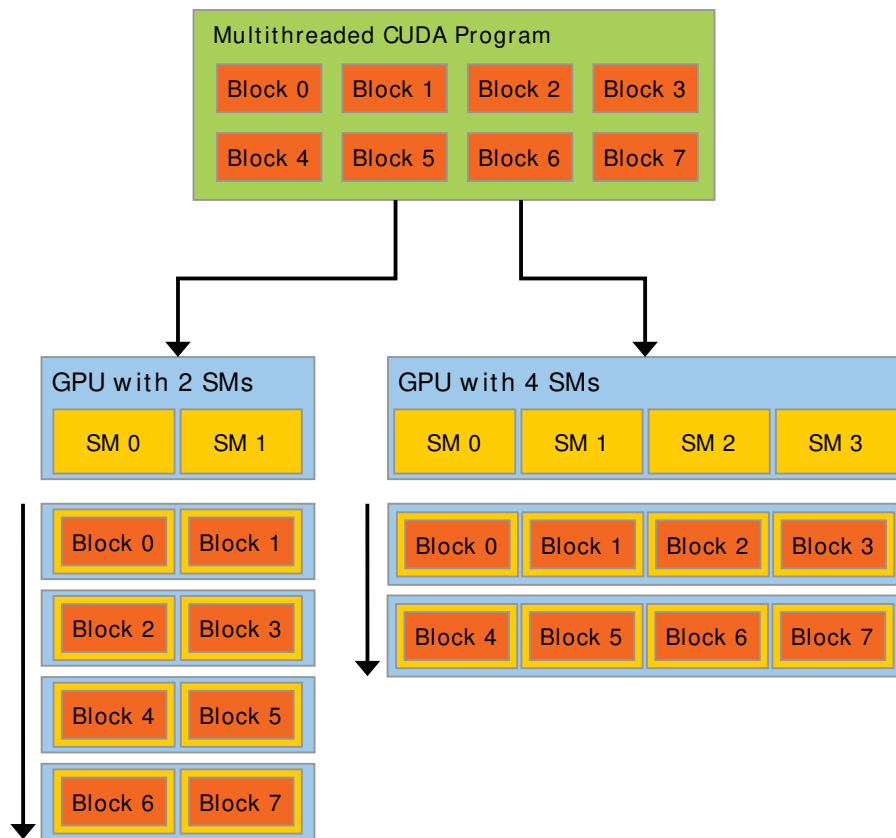 Multithreaded CUDA Program
Block 0 Block 1 Block 2 Block 3
Block 4 Block 5 Block 6 Block 7
GPU with 2 SMs
SM 0 SM 1
Block 0 Block 1
Block 2 Block 3
Block 4 Block 5
Block 6 Block 7
GPU with 4 SMs
SM 0 SM 1 SM 2 SM 3
Block 0 Block 1 Block 2 Block 3
Block 4 Block 5 Block 6 Block 7